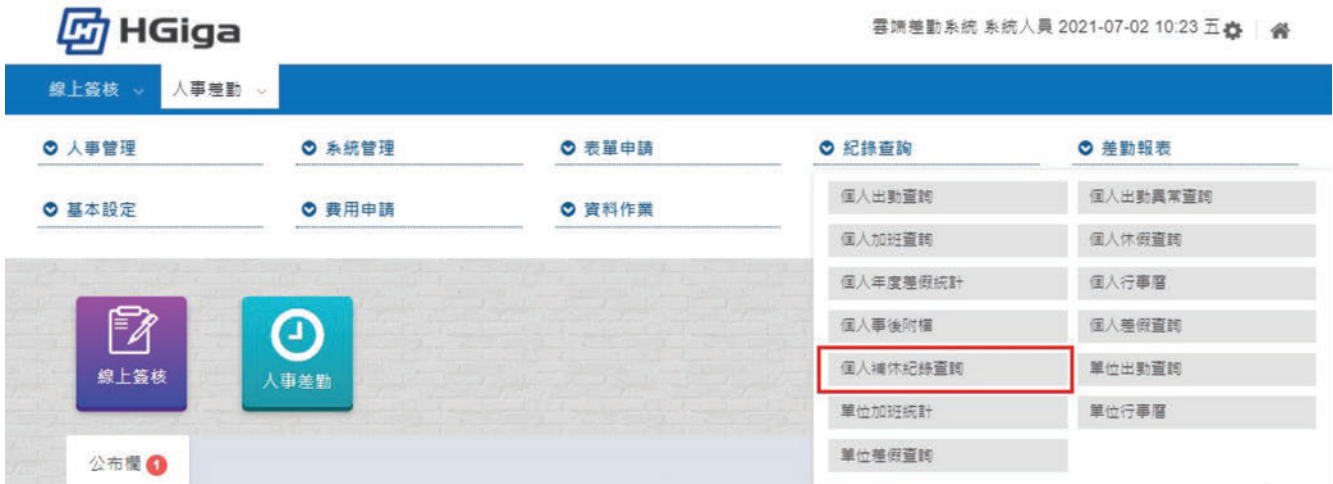 HGiga
雲端差勤系統 系統人員 2021-07-02 10:23 五
線上簽核 人事差勤
人事管理 系統管理 表單申請 紀錄查詢 差勤報表
基本設定 費用申請 資料作業
個人出勤查詢 個人出勤異常查詢
個人加班查詢 個人休假查詢
個人年度差假統計 個人行事曆
個人事後附檔 個人差假查詢
個人補休紀錄查詢 單位出勤查詢
單位加班統計 單位行事曆
單位差假查詢
線上簽核 人事差勤
公布欄 1